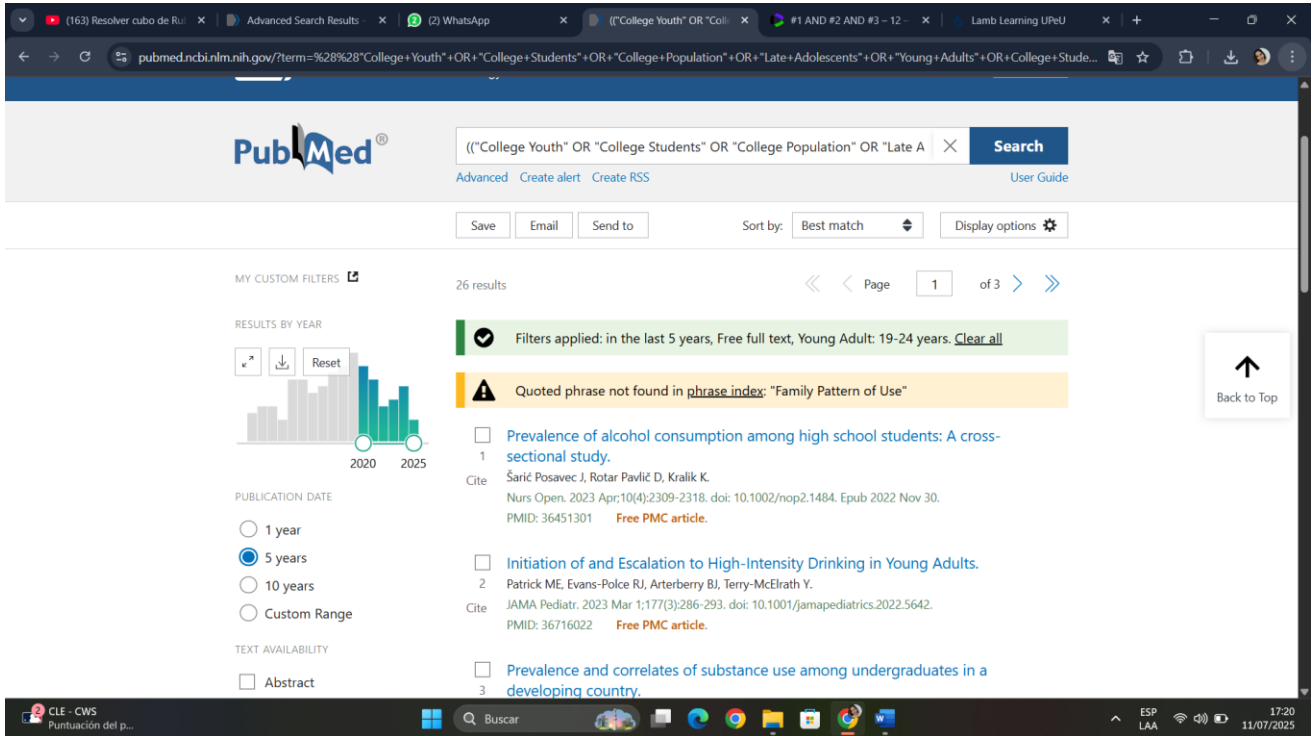 (163) Resolver cubo de Rul
Advanced Search Results -
(2) WhatsApp
(("College Youth" OR "Colle
#1 AND #2 AND #3 – 12 –
Lamb Learning UPeU
pubmed.ncbi.nlm.nih.gov/?term=%28%28"College+Youth"+OR+"College+Students"+OR+"College+Population"+OR+"Late+Adolescents"+OR+"Young+Adults"+OR+College+Stude...
PubMed®
(("College Youth" OR "College Students" OR "College Population" OR "Late A
Search
Advanced Create alert Create RSS
User Guide
Save Email Send to
Sort by: Best match
Display options
MY CUSTOM FILTERS
26 results
Page 1 of 3
RESULTS BY YEAR
Reset
2020 2025
Filters applied: in the last 5 years, Free full text, Young Adult: 19-24 years. Clear all
Quoted phrase not found in phrase index: "Family Pattern of Use"
Back to Top
PUBLICATION DATE
1 year
5 years
10 years
Custom Range
TEXT AVAILABILITY
Abstract
Prevalence of alcohol consumption among high school students: A cross-
1
sectional study.
Cite
Šarić Posavec J, Rotar Pavlič D, Kralik K.
Nurs Open. 2023 Apr;10(4):2309-2318. doi: 10.1002/nop2.1484. Epub 2022 Nov 30.
PMID: 36451301 Free PMC article.
Initiation of and Escalation to High-Intensity Drinking in Young Adults.
2
Patrick ME, Evans-Polce RJ, Arterberry BJ, Terry-McElrath Y.
Cite
JAMA Pediatr. 2023 Mar 1;177(3):286-293. doi: 10.1001/jamapediatrics.2022.5642.
PMID: 36716022 Free PMC article.
Prevalence and correlates of substance use among undergraduates in a
3
developing country.
2
CLE - CWS
Puntuación del p...
Buscar
ESP
LAA
17:20
11/07/2025